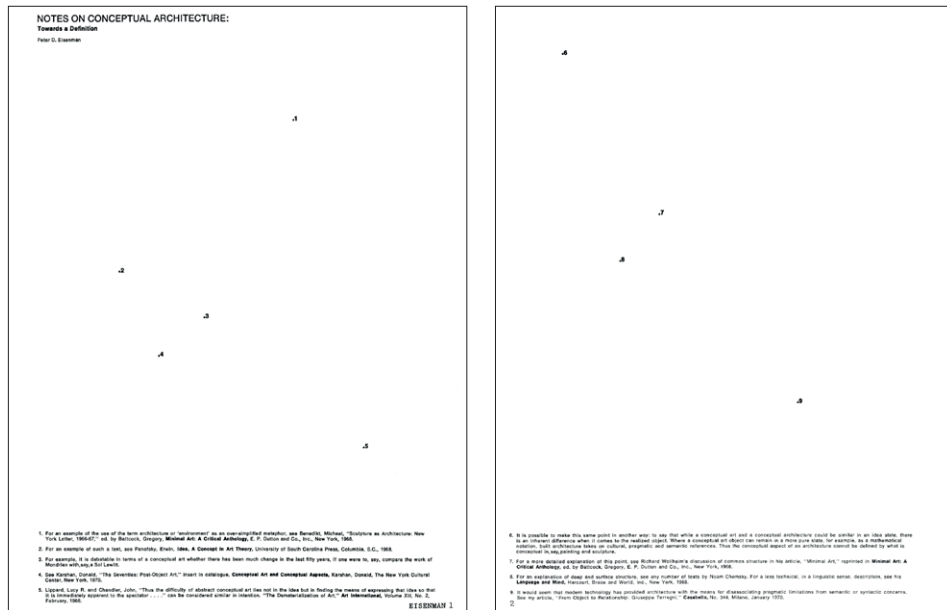 NOTES ON CONCEPTUAL ARCHITECTURE:
Towards a Definition
Peter D. Eisenman
.1
.2
.3
.4
.5
1. For an example of the use of the term architecture or 'environment' as an over-simplified metaphor, see Benedikt, Michael, "Sculpture as Architecture: New
York Letter, 1966-67," ed. by Battcock, Gregory, Minimal Art: A Critical Anthology, E. P. Dutton and Co., Inc., New York, 1968.
2. For an example of such a text, see Panofsky, Erwin, Idea, A Concept in Art Theory, University of South Carolina Press, Columbia, S.C., 1968.
3. For example, it is debatable in terms of a conceptual art whether there has been much change in the last fifty years, if one were to, say, compare the work of
Mondrian with, say, a Sol Lewitt.
4. See Karshan, Donald, "The Seventies: Post-Object Art," insert in catalogue, Conceptual Art and Conceptual Aspects, Karshan, Donald, The New York Cultural
Center, New York, 1970.
5. Lippard, Lucy R. and Chandler, John, "Thus the difficulty of abstract conceptual art lies not in the idea but in finding the means of expressing that idea so that
it is immediately apparent to the spectator . . . ." can be considered similar in intention. "The Dematerialization of Art," Art International, Volume XII, No. 2,
February, 1968.
EISENMAN 1
.6
.7
.8
.9
6. It is possible to make this same point in another way: to say that while a conceptual art and a conceptual architecture could be similar in an idea state, there
is an inherent difference when it comes to the realized object. Where a conceptual art object can remain in a more pure state, for example, as a mathematical
notation, built architecture takes on cultural, pragmatic and semantic references. Thus the conceptual aspect of an architecture cannot be defined by what is
conceptual in, say, painting and sculpture.
7. For a more detailed explanation of this point, see Richard Wollheim's discussion of common structure in his article, "Minimal Art," reprinted in Minimal Art: A
Critical Anthology, ed. by Battcock, Gregory, E. P. Dutton and Co., Inc., New York, 1968.
8. For an explanation of deep and surface structure, see any number of texts by Noam Chomsky. For a less technical, in a linguistic sense, description, see his
Language and Mind, Harcourt, Brace and World, Inc., New York, 1968.
9. It would seem that modern technology has provided architecture with the means for disassociating pragmatic limitations from semantic or syntactic concerns.
See my article, "From Object to Relationship: Giuseppe Terragni," Casabella, No. 344, Milano, January 1970.
2